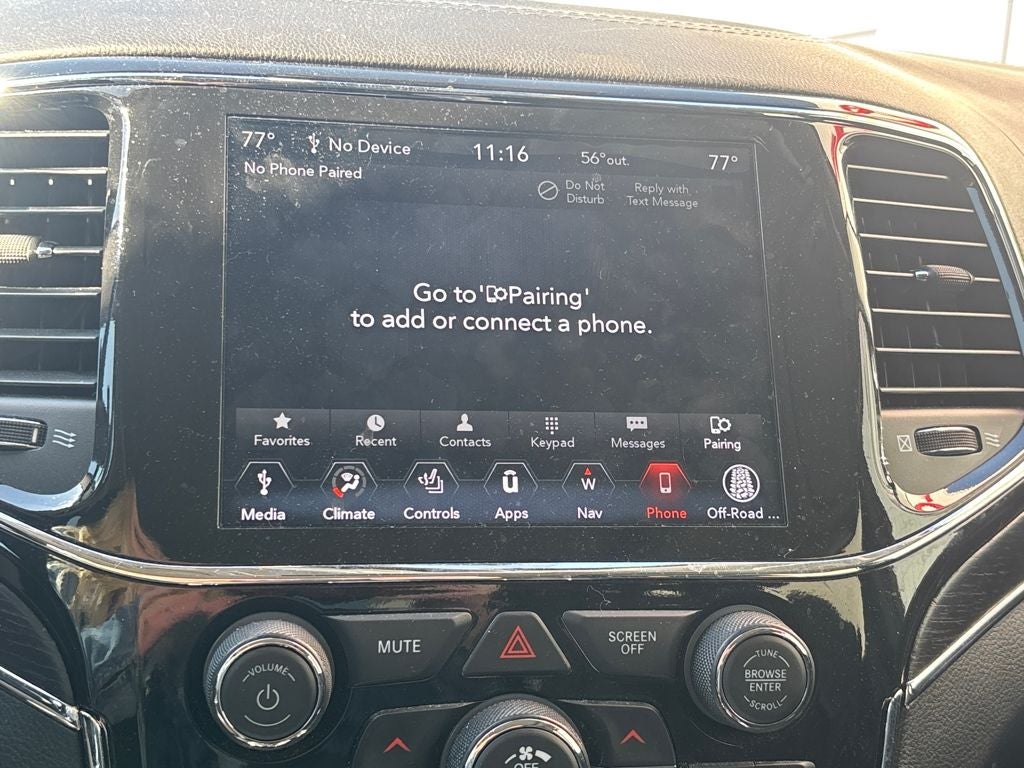 77° No Device 11:16 56°out. 77°
No Phone Paired
Do Not
Disturb
Reply with
Text Message
Go to'Pairing'
to add or connect a phone.
Favorites Recent Contacts Keypad Messages Pairing
W
Media Climate Controls Apps Nav Phone Off-Road ...
MUTE
SCREEN
OFF
VOLUME
TUNE
BROWSE
ENTER
SCROLL
OFF